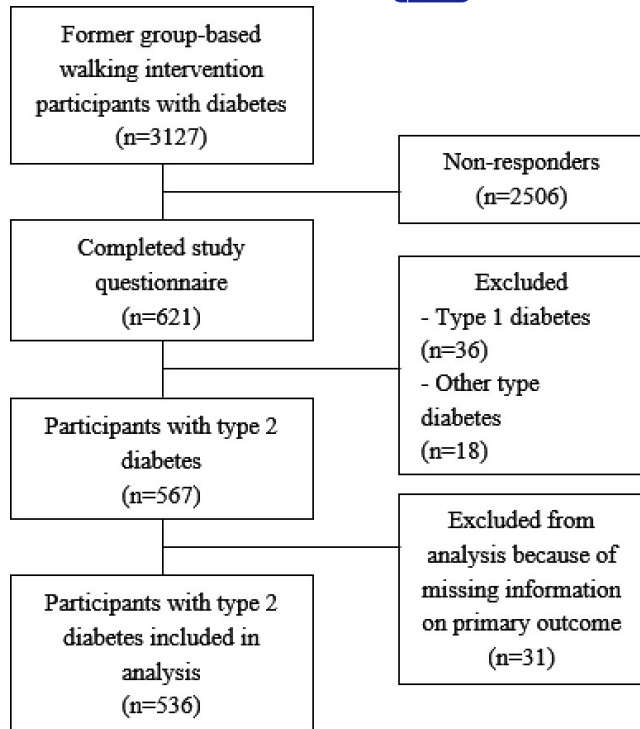 Former group-based
walking intervention
participants with diabetes
(n=3127)
Non-responders
(n=2506)
Completed study
questionnaire
(n=621)
Excluded
- Type 1 diabetes
(n=36)
- Other type
diabetes
(n=18)
Participants with type 2
diabetes
(n=567)
Excluded from
analysis because of
missing information
on primary outcome
(n=31)
Participants with type 2
diabetes included in
analysis
(n=536)